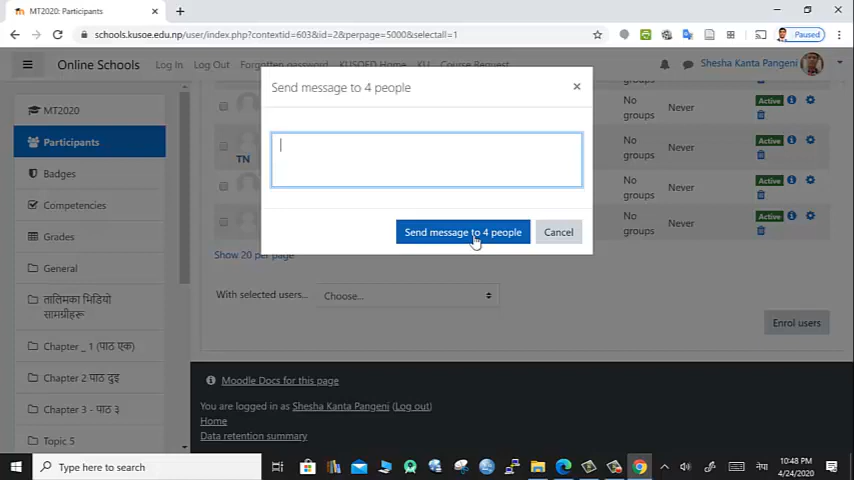 MT2020: Participants
schools.kusoe.edu.np/user/index.php?contextid=603&id=2&perpage=5000&selectall=1
Paused
Online Schools Log In Log Out Forgotten password KUSOED Home KU Course Request
Shesha Kanta Pangeni
MT2020
Participants
Badges
Competencies
Grades
General
तालिमका भिडियो
सामग्रीहरू
Chapter _ 1 (पाठ एक)
Chapter 2 पाठ दुइ
Chapter 3 - पाठ ३
Topic 5
Send message to 4 people
Send message to 4 people
Cancel
No groups Never Active
TN No groups Never Active
No groups Never Active
No groups Never Active
Show 20 per page
With selected users... Choose...
Enrol users
Moodle Docs for this page
You are logged in as Shesha Kanta Pangeni (Log out)
Home
Data retention summary
Type here to search
नेपा
10:48 PM
4/24/2020